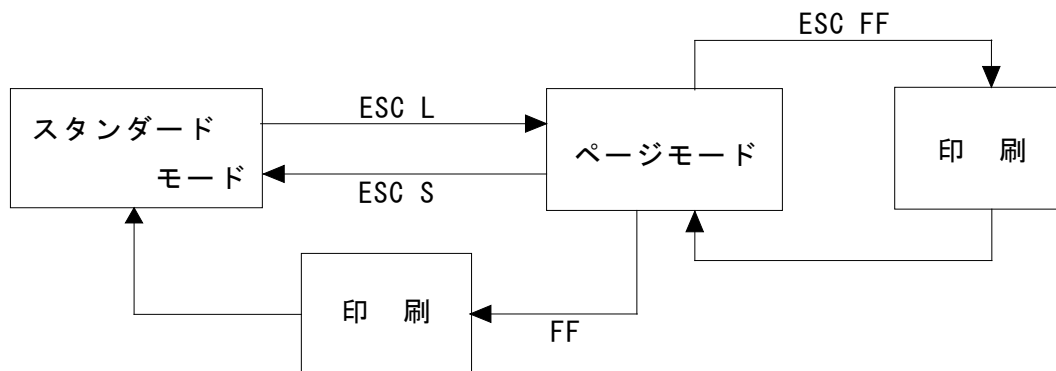 ESC FF
ESC L
スタンダード
モード
ページモード
印 刷
ESC S
印 刷
FF